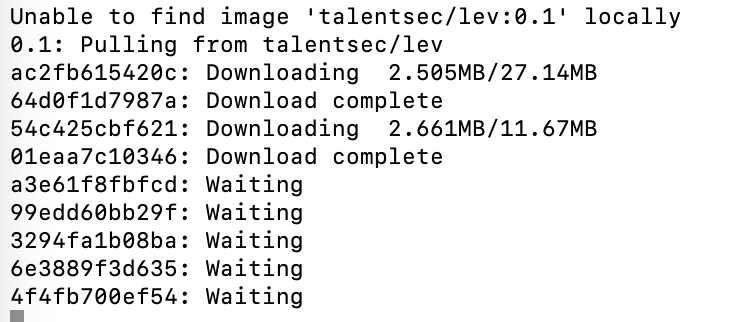 Unable to find image 'talentsec/lev:0.1' locally
0.1: Pulling from talentsec/lev
ac2fb615420c: Downloading  2.505MB/27.14MB
64d0f1d7987a: Download complete
54c425cbf621: Downloading  2.661MB/11.67MB
01eaa7c10346: Download complete
a3e61f8fbfcd: Waiting
99edd60bb29f: Waiting
3294fa1b08ba: Waiting
6e3889f3d635: Waiting
4f4fb700ef54: Waiting